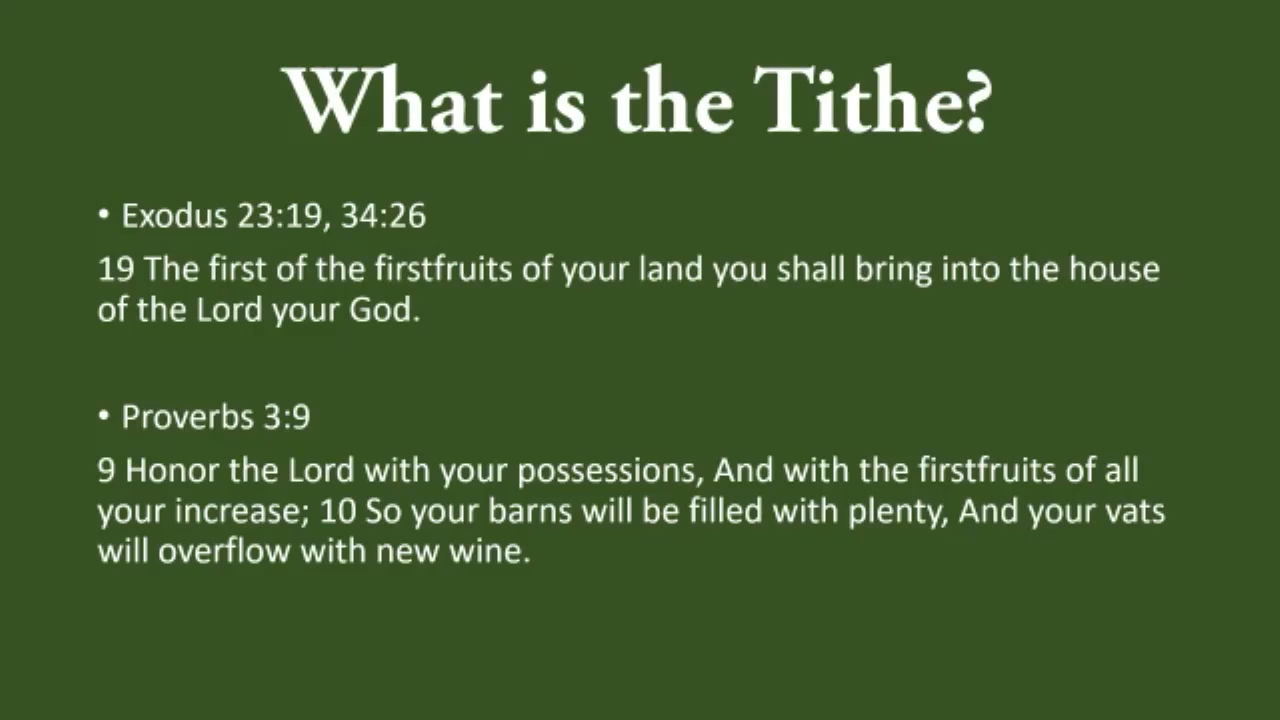 What is the Tithe?
• Exodus 23:19, 34:26
19 The first of the firstfruits of your land you shall bring into the house
of the Lord your God.
• Proverbs 3:9
9 Honor the Lord with your possessions, And with the firstfruits of all
your increase; 10 So your barns will be filled with plenty, And your vats
will overflow with new wine.